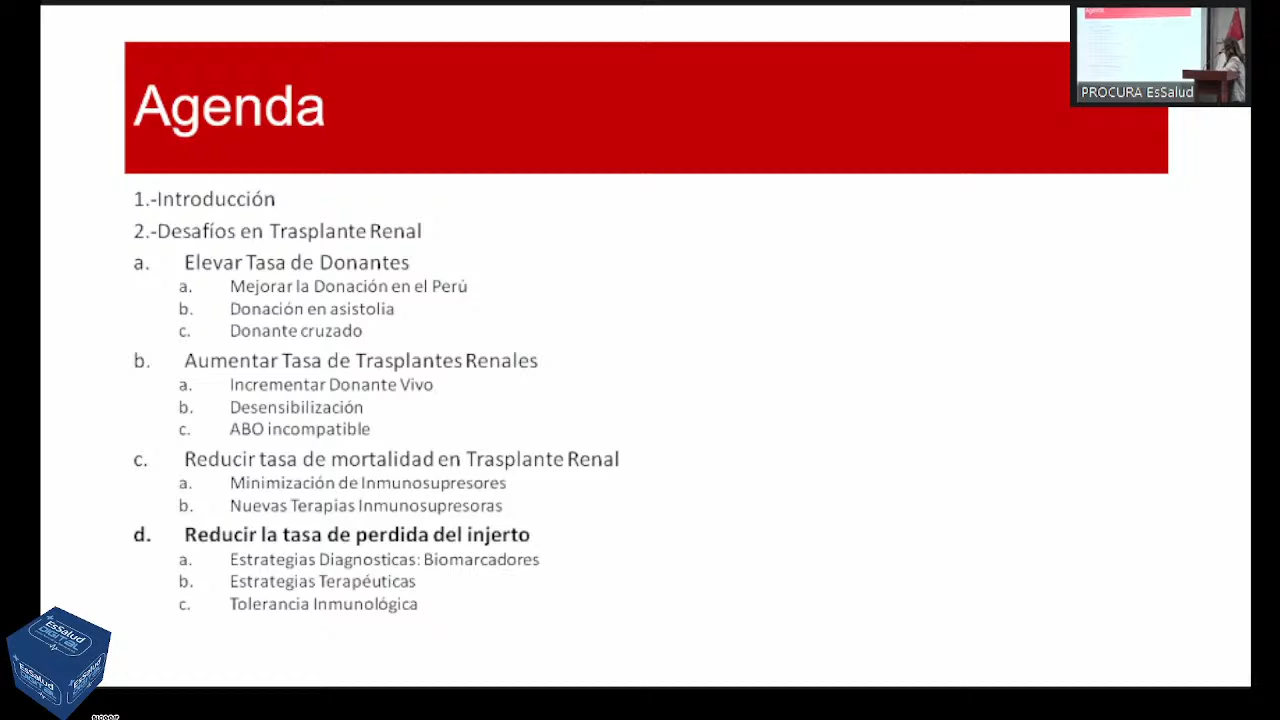 Agenda
PROCURA EsSalud
1.-Introducción
2.-Desafíos en Trasplante Renal
a. Elevar Tasa de Donantes
a. Mejorar la Donación en el Perú
b. Donación en asistolia
c. Donante cruzado
b. Aumentar Tasa de Trasplantes Renales
a. Incrementar Donante Vivo
b. Desensibilización
c. ABO incompatible
c. Reducir tasa de mortalidad en Trasplante Renal
a. Minimización de Inmunosupresores
b. Nuevas Terapias Inmunosupresoras
d. Reducir la tasa de perdida del injerto
a. Estrategias Diagnosticas: Biomarcadores
b. Estrategias Terapéuticas
c. Tolerancia Inmunológica
EsSalud
DIGITAL
EsSalud
DIGITAL